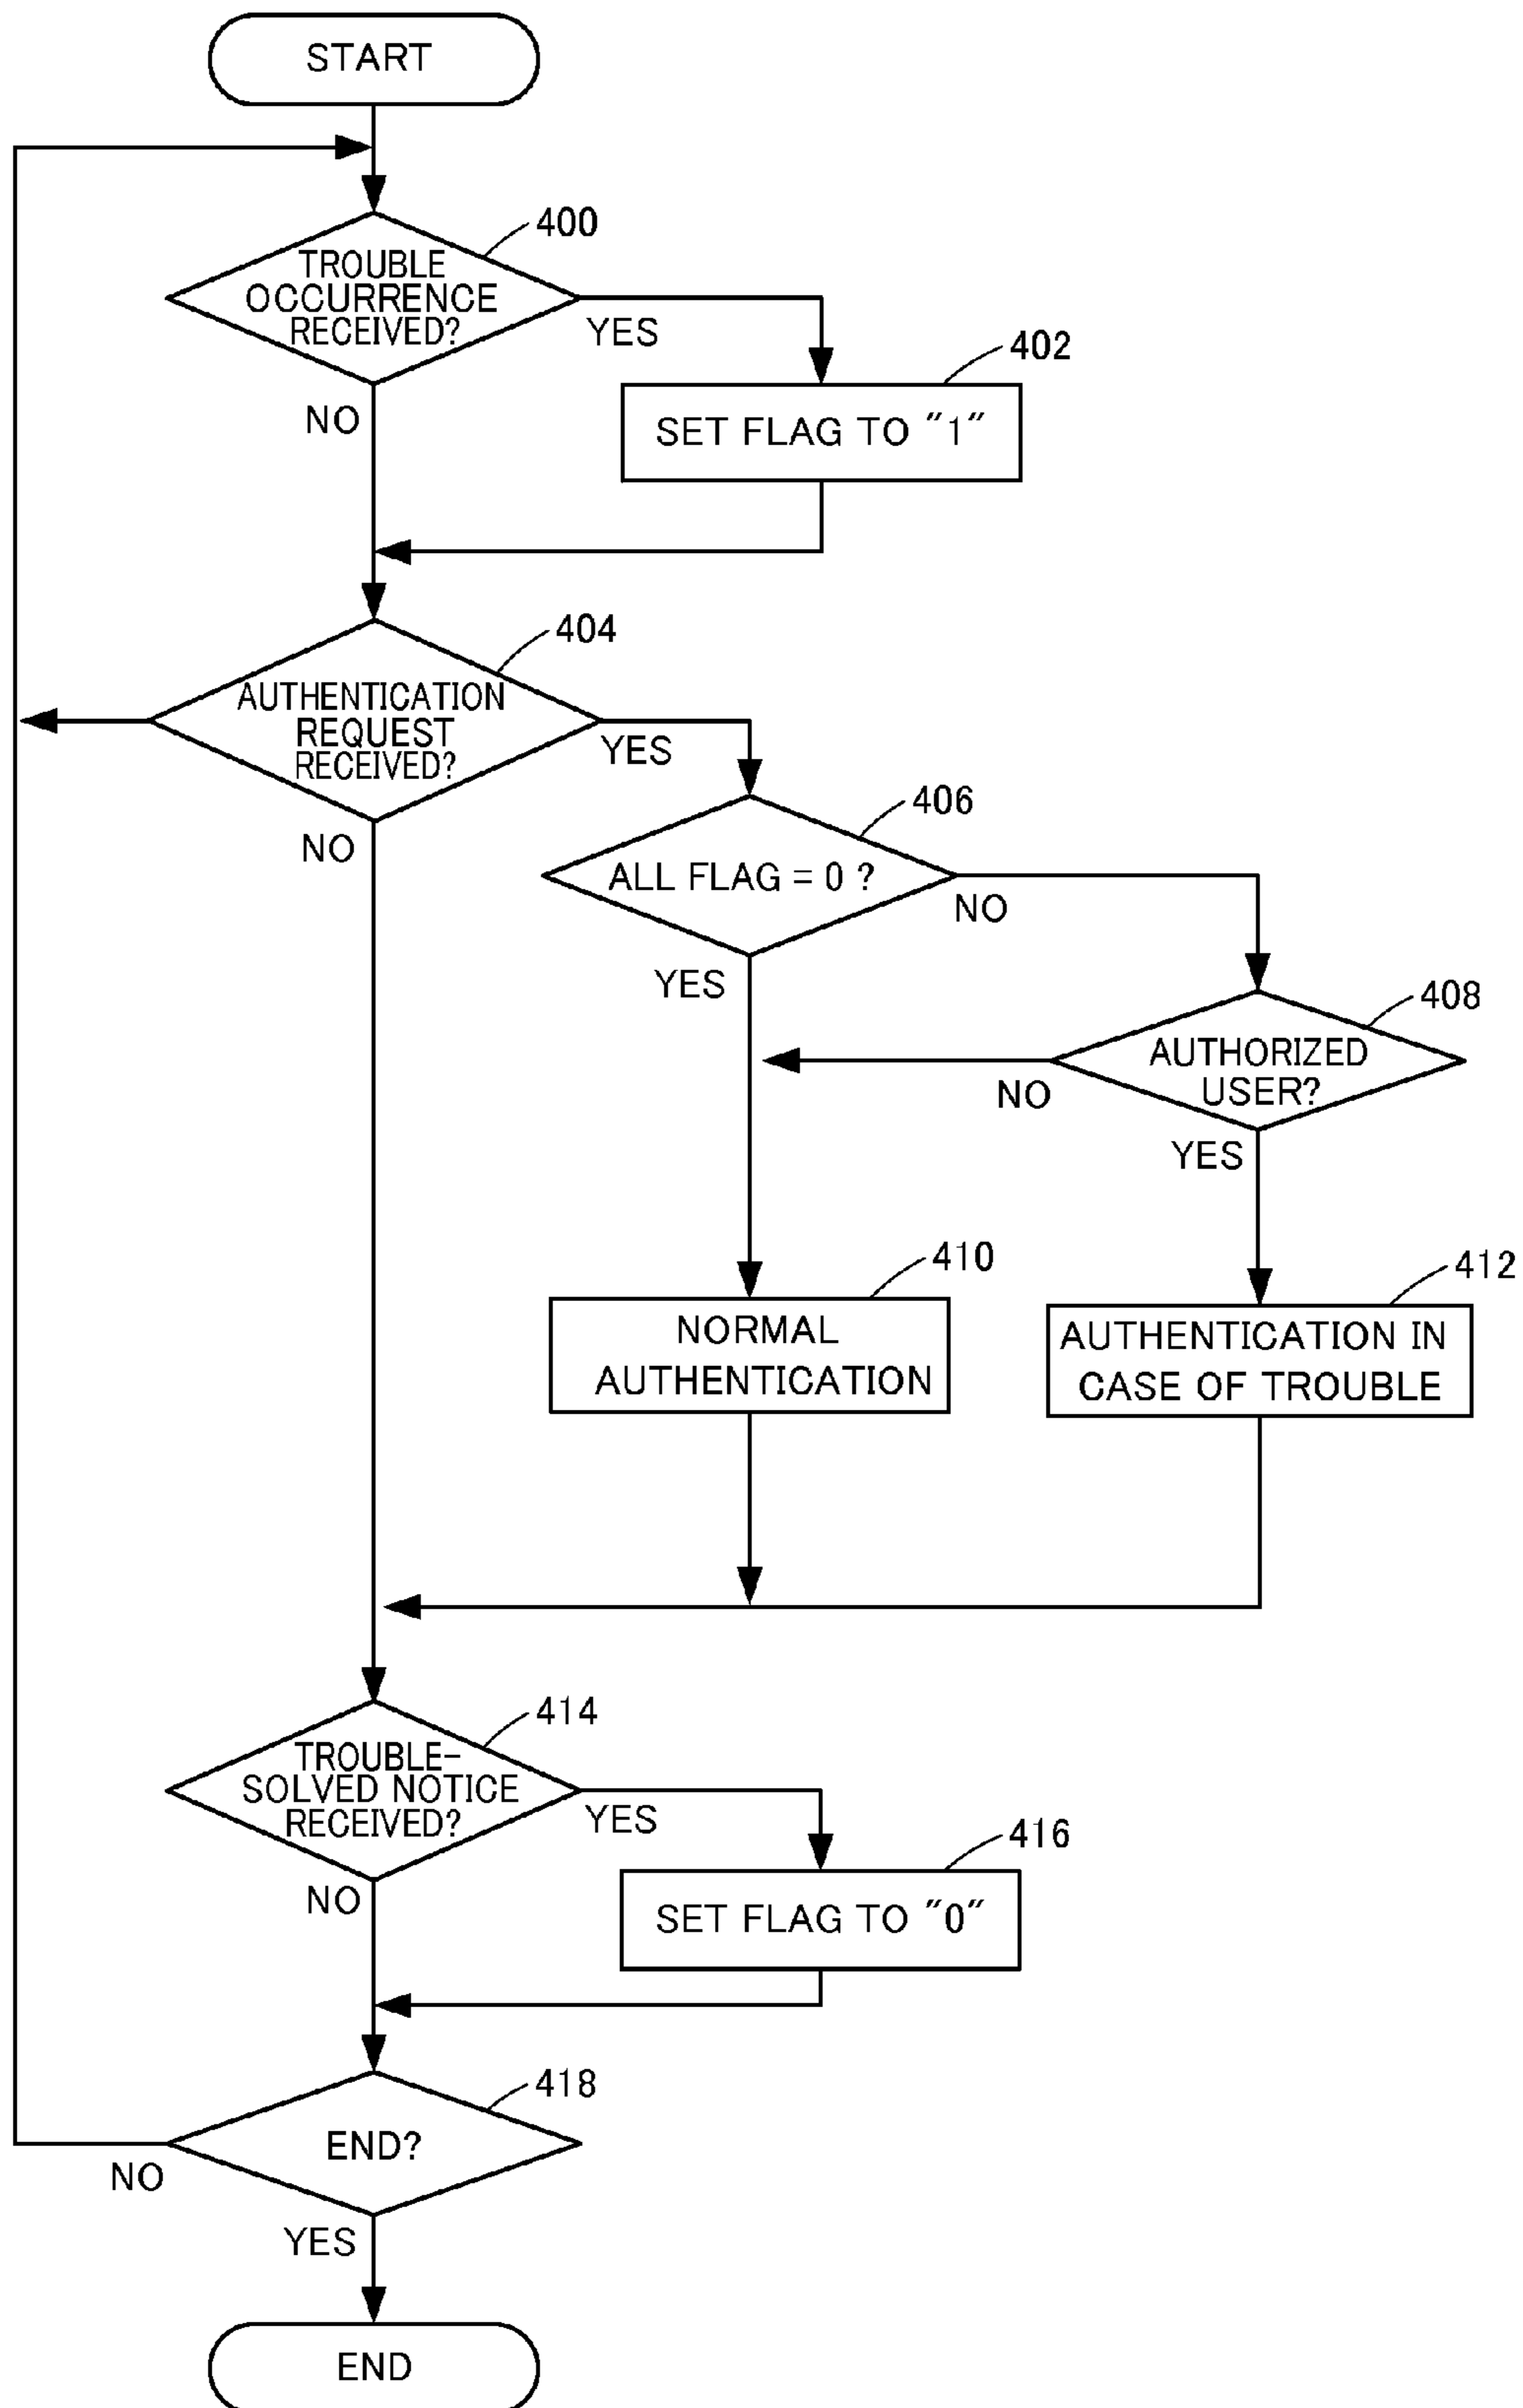 START
400
TROUBLE
OCCURRENCE
RECEIVED?
YES
NO
402
SET FLAG TO "1"
404
AUTHENTICATION
REQUEST
RECEIVED?
YES
NO
406
ALL FLAG = 0 ?
NO
YES
408
AUTHORIZED
USER?
NO
YES
410
NORMAL
AUTHENTICATION
412
AUTHENTICATION IN
CASE OF TROUBLE
414
TROUBLE-
SOLVED NOTICE
RECEIVED?
YES
NO
416
SET FLAG TO "0"
418
END?
NO
YES
END